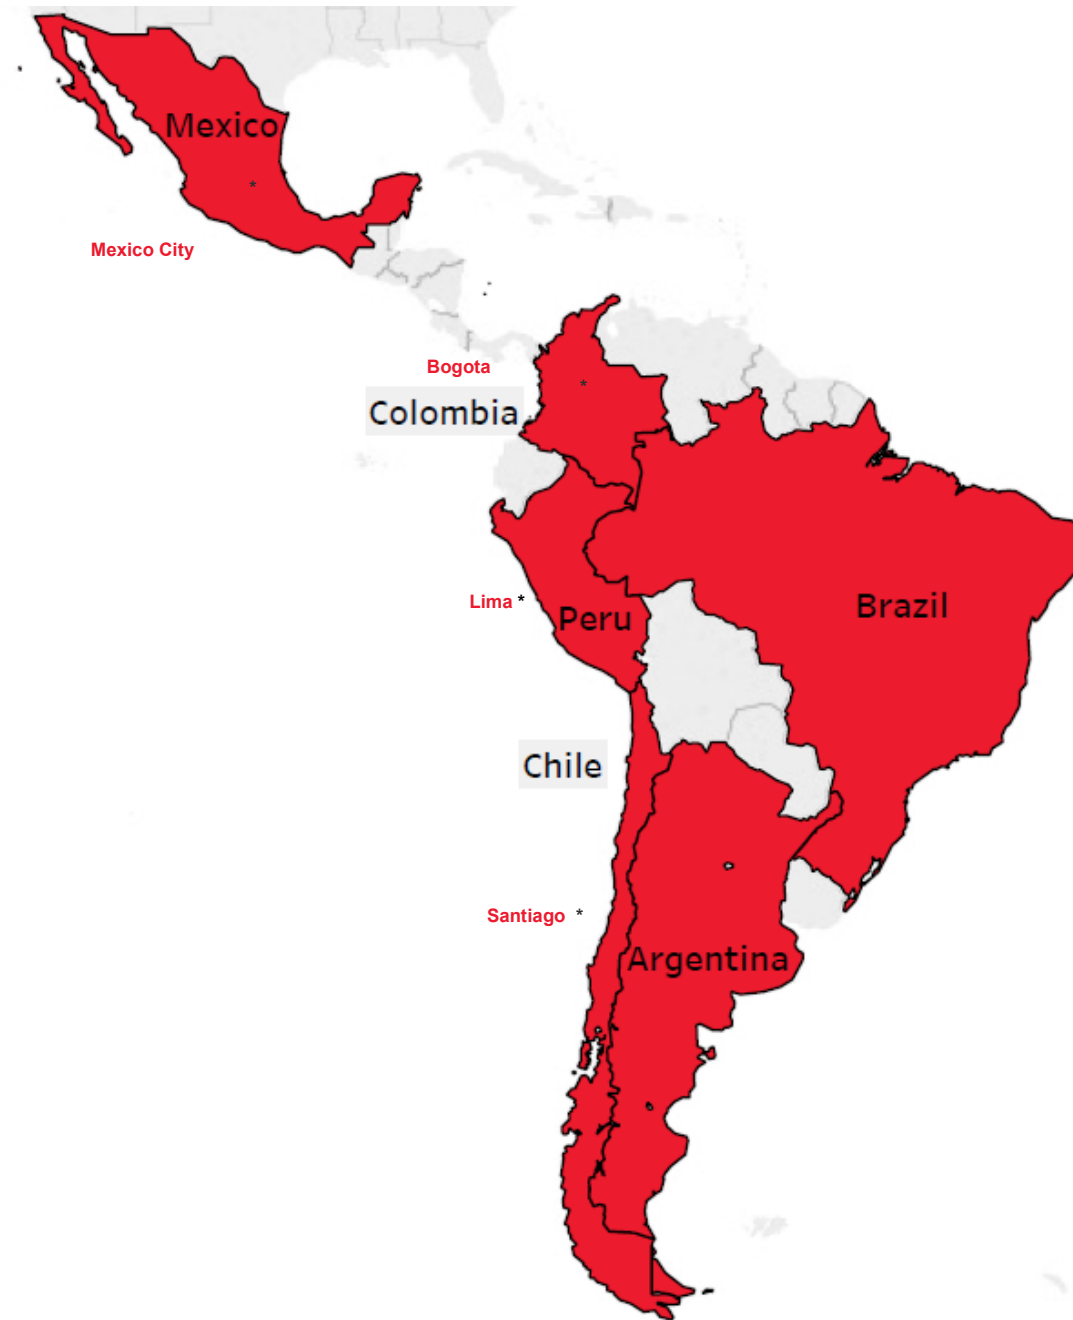 Mexico
*
Mexico City
Bogota
*
Colombia
Lima *
Peru
Brazil
Chile
Santiago *
Argentina